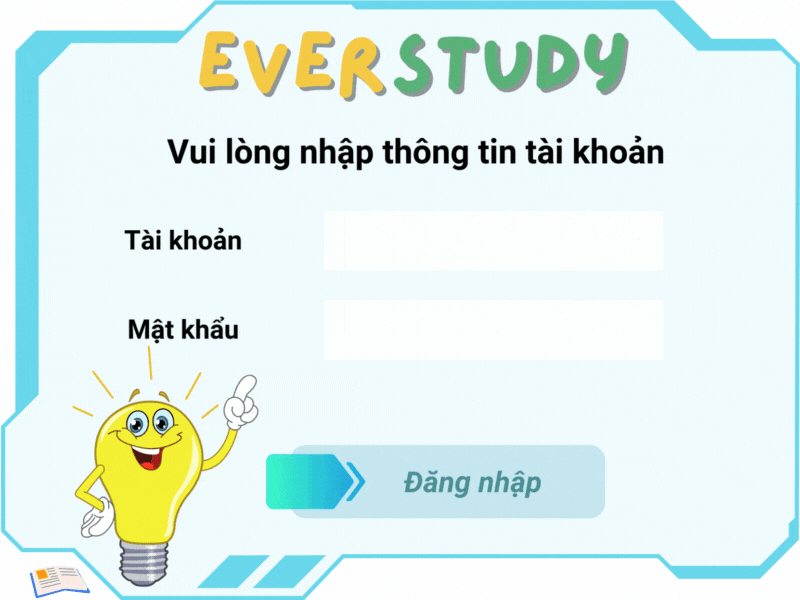 EVERSTUDY
Vui lòng nhập thông tin tài khoản
Tài khoản
Mật khẩu
Đăng nhập